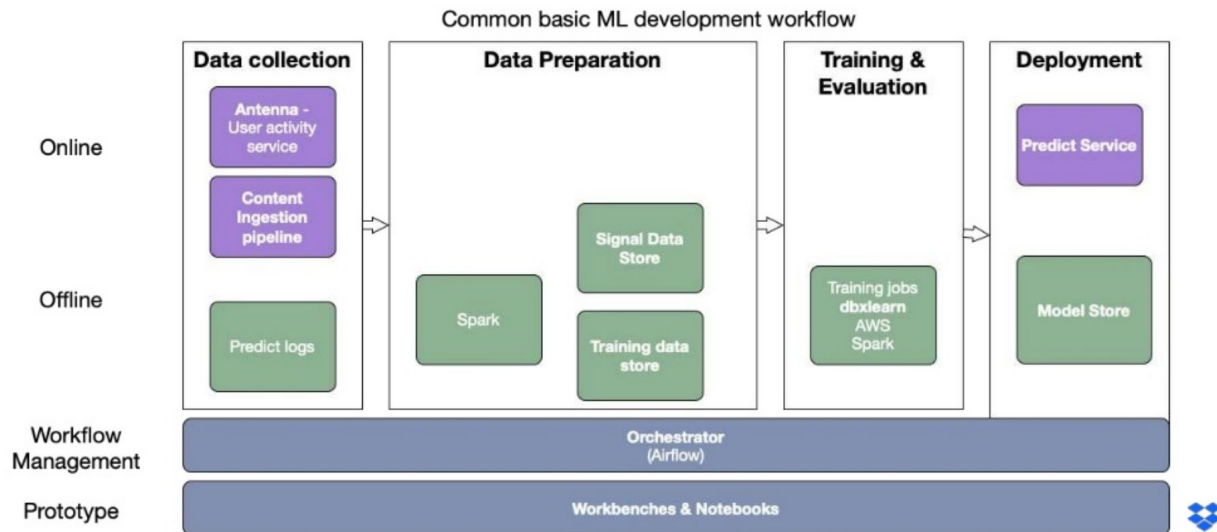 Common basic ML development workflow
Data collection
Data Preparation
Training &
Evaluation
Deployment
Online
Antenna -
User activity
service
Content
Ingestion
pipeline
Predict Service
Offline
Predict logs
Spark
Signal Data
Store
Training data
store
Training jobs
dbxlearn
AWS
Spark
Model Store
Workflow
Management
Orchestrator
(Airflow)
Prototype
Workbenches & Notebooks